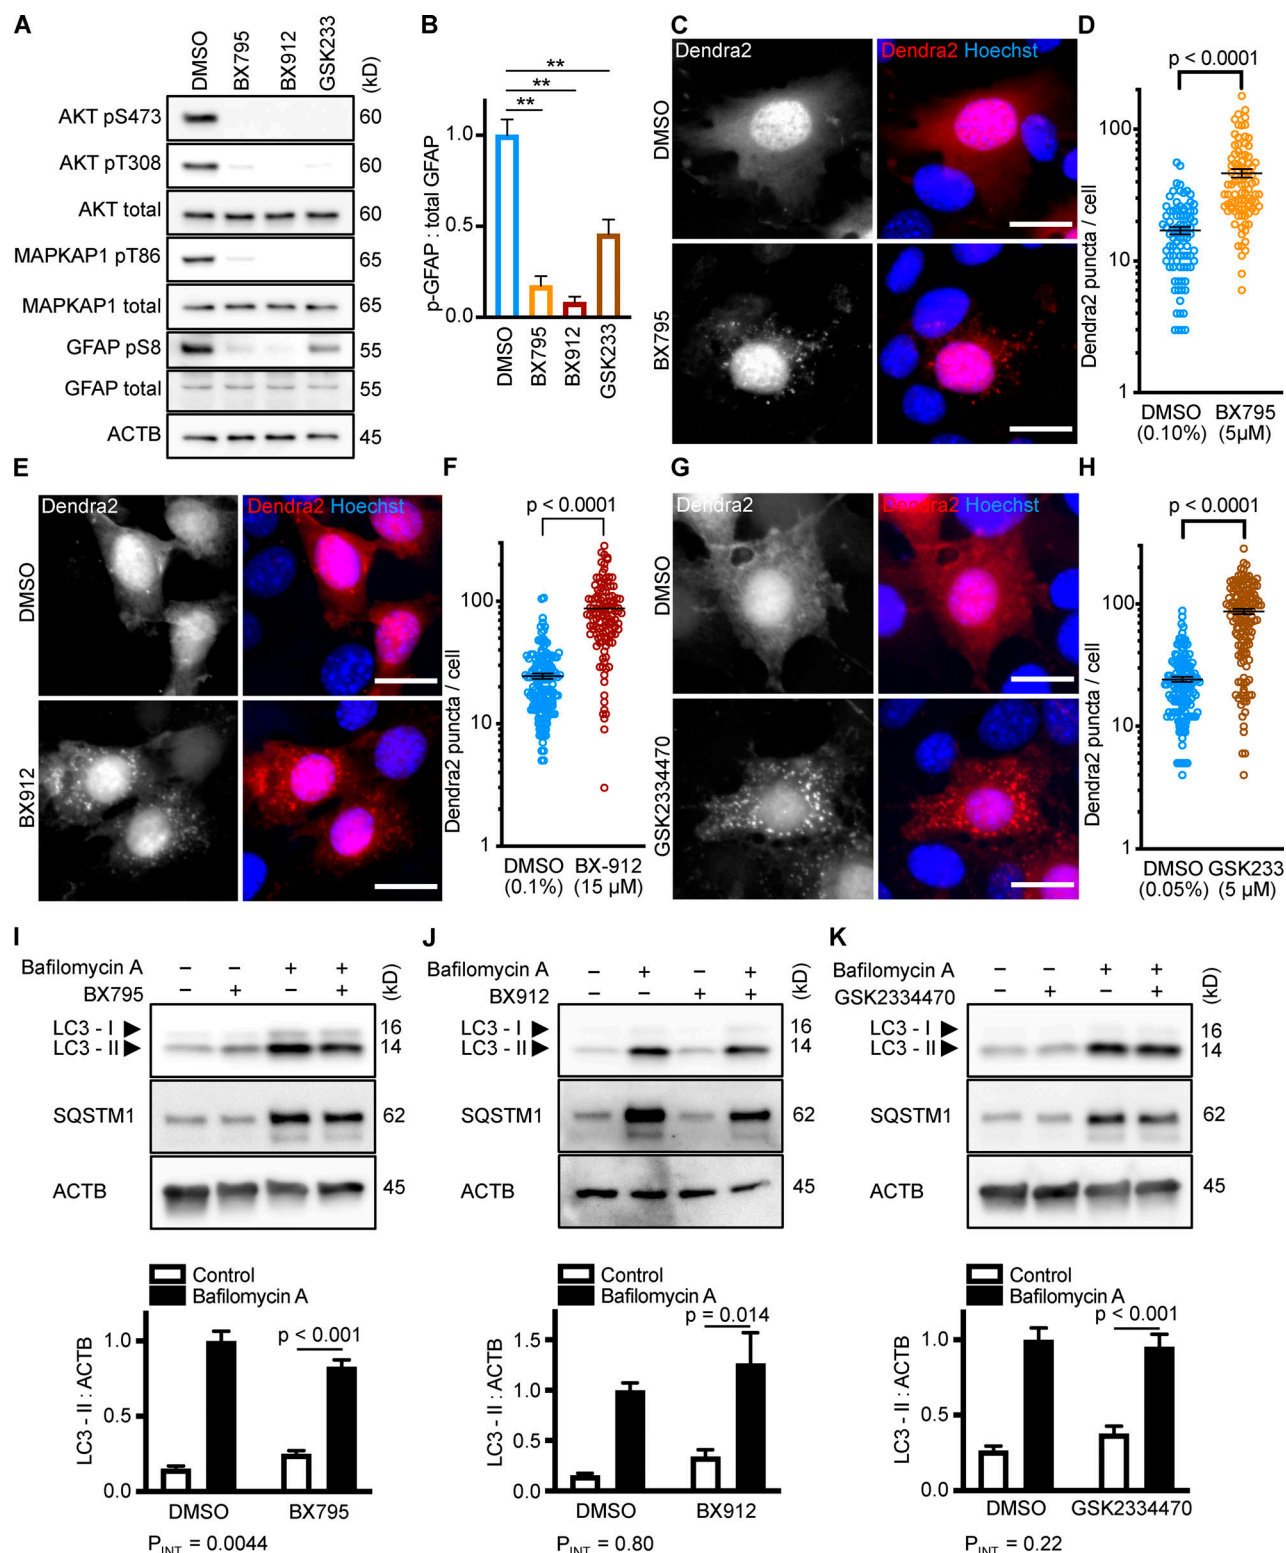 A
DMSO
BX795
BX912
GSK233
(kD)
AKT pS473
60
AKT pT308
60
AKT total
60
MAPKAP1 pT86
65
MAPKAP1 total
65
GFAP pS8
55
GFAP total
55
ACTB
45
B
**
**
**
p-GFAP : total GFAP
1.0
0.5
0.0
DMSO
BX795
BX912
GSK233
C
Dendra2
Dendra2 Hoechst
DMSO
BX795
D
p < 0.0001
Dendra2 puncta / cell
100
10
1
DMSO BX795
(0.10%) (5µM)
E
Dendra2
Dendra2 Hoechst
DMSO
BX912
F
p < 0.0001
Dendra2 puncta / cell
100
10
1
DMSO BX-912
(0.1%) (15 µM)
G
Dendra2
Dendra2 Hoechst
DMSO
GSK2334470
H
p < 0.0001
Dendra2 puncta / cell
100
10
1
DMSO GSK233
(0.05%) (5 µM)
I
Bafilomycin A − − + +
BX795 − + − +
(kD)
LC3 - I 16
LC3 - II 14
SQSTM1 62
ACTB 45
Control
Bafilomycin A
p < 0.001
LC3 - II : ACTB
1.0
0.5
0.0
DMSO BX795
PINT = 0.0044
J
Bafilomycin A − + − +
BX912 − − + +
(kD)
LC3 - I 16
LC3 - II 14
SQSTM1 62
ACTB 45
Control
Bafilomycin A
p = 0.014
LC3 - II : ACTB
1.5
1.0
0.5
0.0
DMSO BX912
PINT = 0.80
K
Bafilomycin A − − + +
GSK2334470 − + − +
(kD)
LC3 - I 16
LC3 - II 14
SQSTM1 62
ACTB 45
Control
Bafilomycin A
p < 0.001
LC3 - II : ACTB
1.0
0.5
0.0
DMSO GSK2334470
PINT = 0.22